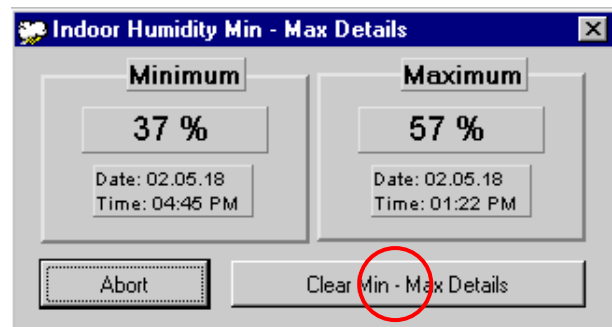 Indoor Humidity Min - Max Details
Minimum
37 %
Date: 02.05.18
Time: 04:45 PM
Maximum
57 %
Date: 02.05.18
Time: 01:22 PM
Abort
Clear Min - Max Details